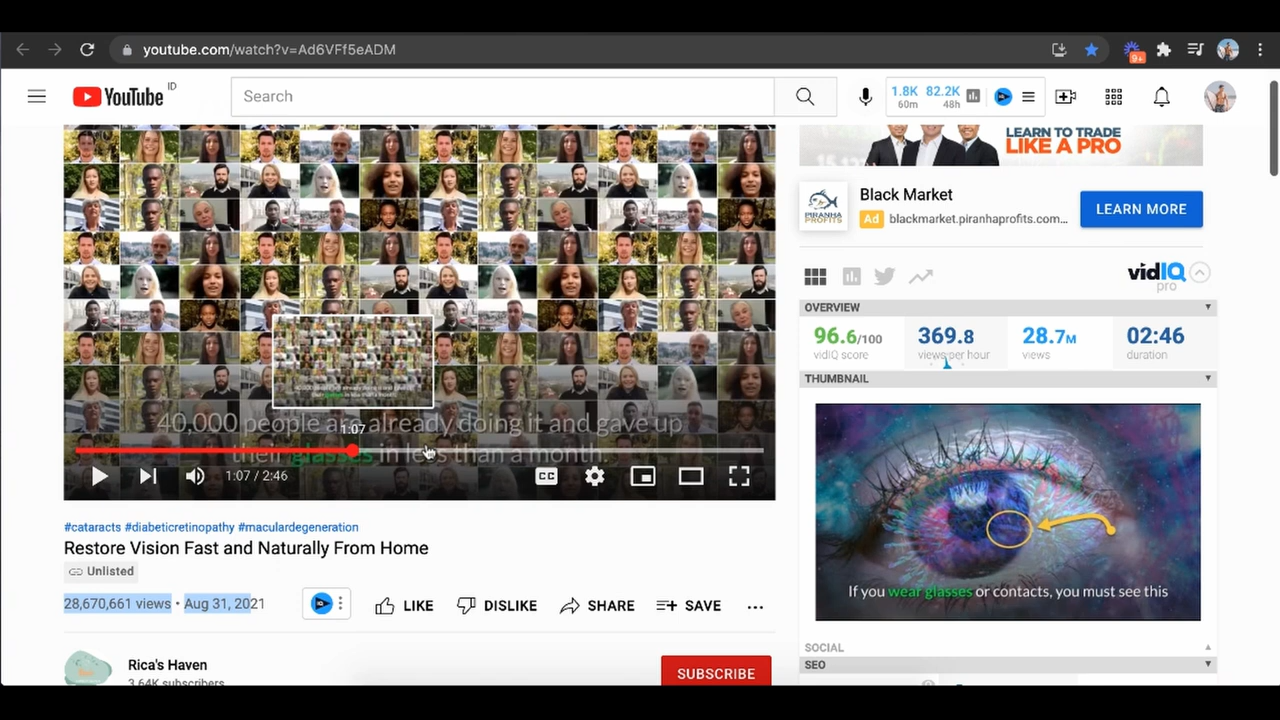 youtube.com/watch?v=Ad6VFf5eADM
9+
YouTube ID
Search
1.8K 82.2K
60m 48h
LEARN TO TRADE
LIKE A PRO
PIRANHA
PROFITS
Black Market
Ad blackmarket.piranhaprofits.com...
LEARN MORE
vidIQ
pro
OVERVIEW
96.6/100 369.8 28.7M 02:46
vidIQ score views per hour views duration
THUMBNAIL
If you wear glasses or contacts, you must see this
SOCIAL
SEO
40,000 people are already doing it and gave up
their glasses in less than a month.
1:07
1:07 / 2:46
CC
#cataracts #diabeticretinopathy #maculardegeneration
Restore Vision Fast and Naturally From Home
Unlisted
28,670,661 views • Aug 31, 2021
LIKE DISLIKE SHARE SAVE ...
Rica's Haven
3.64K subscribers
SUBSCRIBE